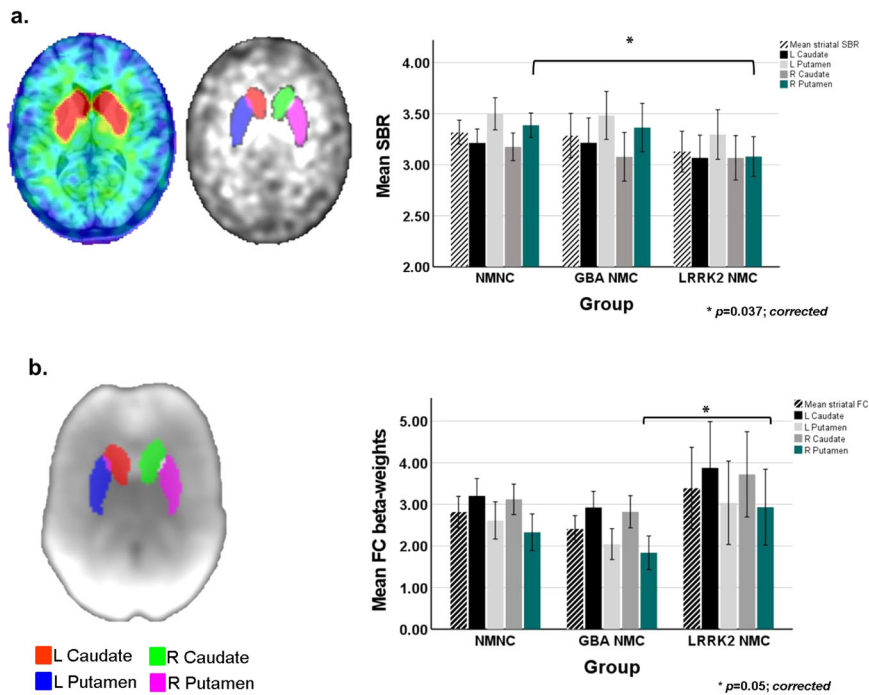 a.
*
Mean striatal SBR
L Caudate
L Putamen
R Caudate
R Putamen
4.00
3.50
3.00
2.50
2.00
Mean SBR
NMNC
GBA NMC
LRRK2 NMC
Group
* p=0.037; corrected
b.
*
Mean striatal FC
L Caudate
L Putamen
R Caudate
R Putamen
5.00
4.00
3.00
2.00
1.00
0.00
Mean FC beta-weights
NMNC
GBA NMC
LRRK2 NMC
Group
* p=0.05; corrected
L Caudate
R Caudate
L Putamen
R Putamen